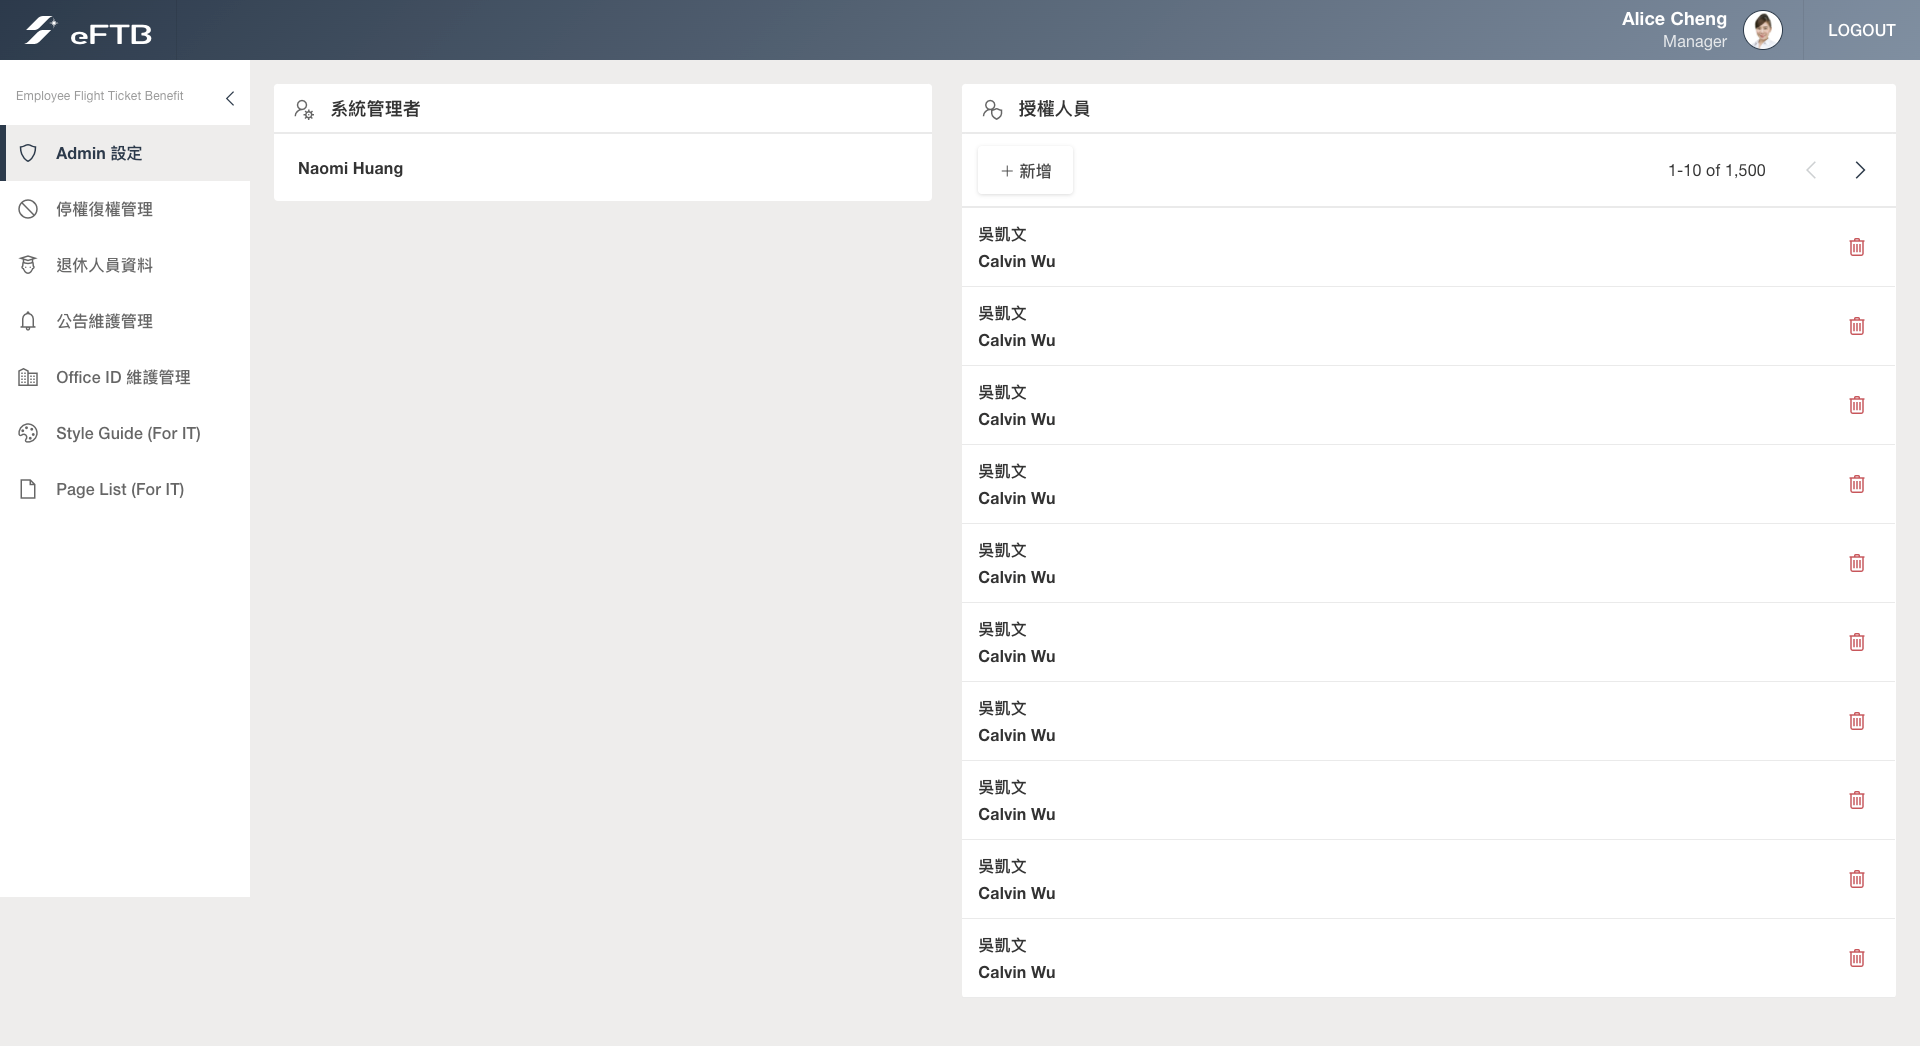 eFTB
Alice Cheng
Manager
LOGOUT
Employee Flight Ticket Benefit
Admin 設定
停權復權管理
退休人員資料
公告維護管理
Office ID 維護管理
Style Guide (For IT)
Page List (For IT)
系統管理者
Naomi Huang
授權人員
+ 新增
1-10 of 1,500
吳凱文
Calvin Wu
吳凱文
Calvin Wu
吳凱文
Calvin Wu
吳凱文
Calvin Wu
吳凱文
Calvin Wu
吳凱文
Calvin Wu
吳凱文
Calvin Wu
吳凱文
Calvin Wu
吳凱文
Calvin Wu
吳凱文
Calvin Wu